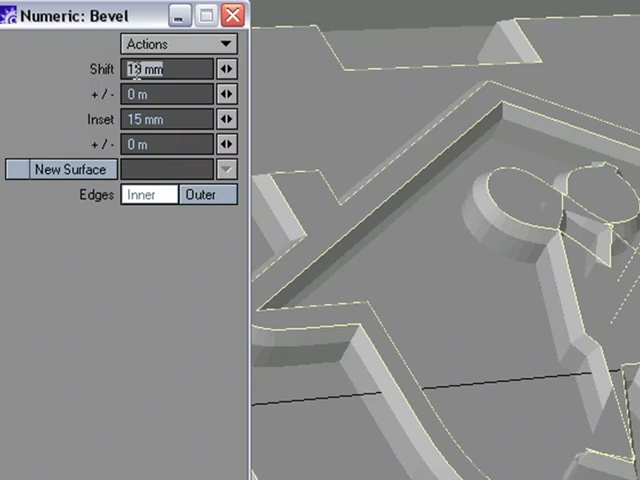 Numeric: Bevel
Actions
Shift
+ / - 0 m
Inset 15 mm
+ / - 0 m
New Surface
Edges Inner Outer